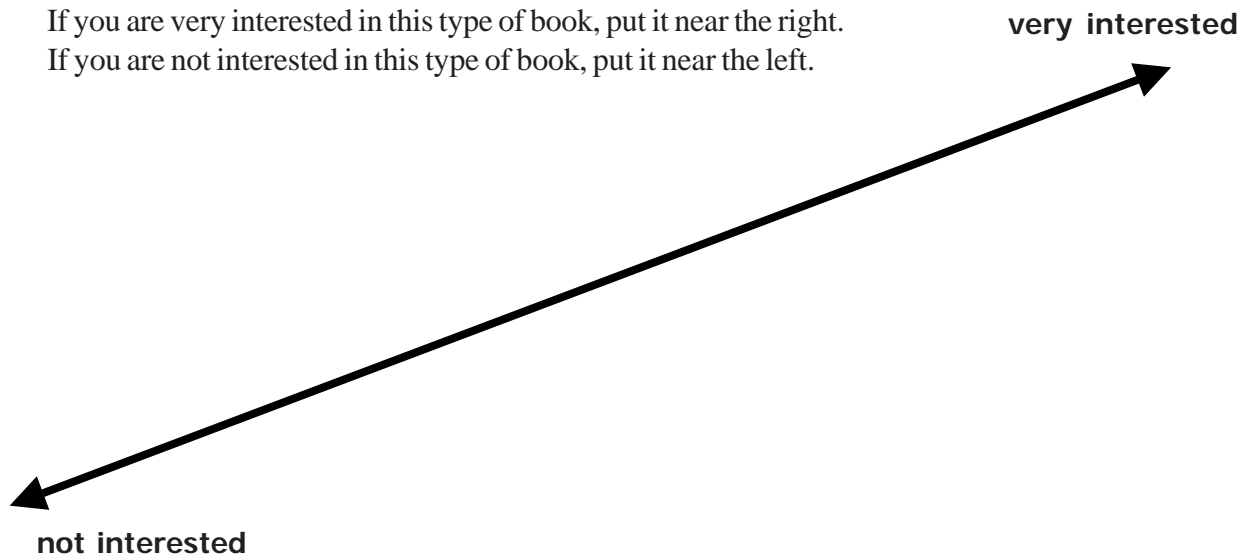 If you are very interested in this type of book, put it near the right.
very interested
If you are not interested in this type of book, put it near the left.
not interested